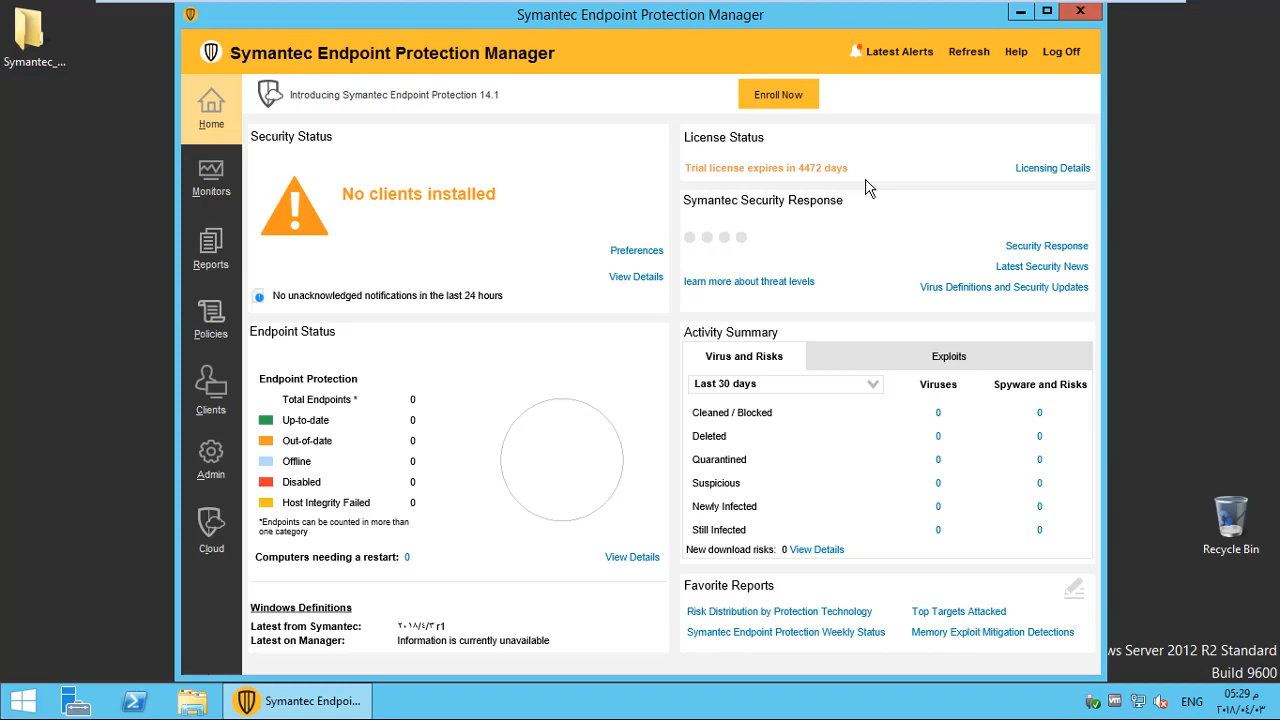 Symantec_...
Symantec Endpoint Protection Manager
Symantec Endpoint Protection Manager
Latest Alerts
Refresh
Help
Log Off
Introducing Symantec Endpoint Protection 14.1
Enroll Now
Home
Monitors
Reports
Policies
Clients
Admin
Cloud
Security Status
No clients installed
Preferences
View Details
No unacknowledged notifications in the last 24 hours
License Status
Trial license expires in 4472 days
Licensing Details
Symantec Security Response
Security Response
Latest Security News
learn more about threat levels
Virus Definitions and Security Updates
Endpoint Status
Endpoint Protection
Total Endpoints * 0
Up-to-date 0
Out-of-date 0
Offline 0
Disabled 0
Host Integrity Failed 0
*Endpoints can be counted in more than
one category
Computers needing a restart: 0
View Details
Windows Definitions
Latest from Symantec: ٢٠١٨/٤/٣ r1
Latest on Manager: Information is currently unavailable
Activity Summary
Virus and Risks
Exploits
Last 30 days
Viruses
Spyware and Risks
Cleaned / Blocked 0 0
Deleted 0 0
Quarantined 0 0
Suspicious 0 0
Newly Infected 0 0
Still Infected 0 0
New download risks: 0 View Details
Favorite Reports
Risk Distribution by Protection Technology
Top Targets Attacked
Symantec Endpoint Protection Weekly Status
Memory Exploit Mitigation Detections
Recycle Bin
ws Server 2012 R2 Standard
Build 9600
Symantec Endpoi...
ENG
05:29 م
٢٠١٨/٠٤/٠٣